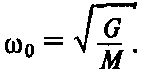 ω₀ = √(G/M).